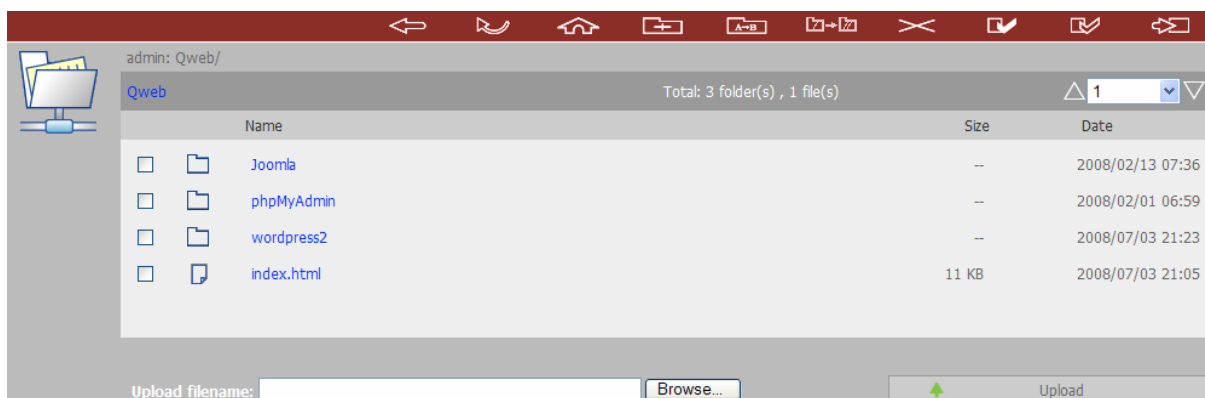 A→B
admin: Qweb/
Qweb Total: 3 folder(s) , 1 file(s) 1
Name Size Date
Joomla -- 2008/02/13 07:36
phpMyAdmin -- 2008/02/01 06:59
wordpress2 -- 2008/07/03 21:23
index.html 11 KB 2008/07/03 21:05
Upload filename: Browse... Upload